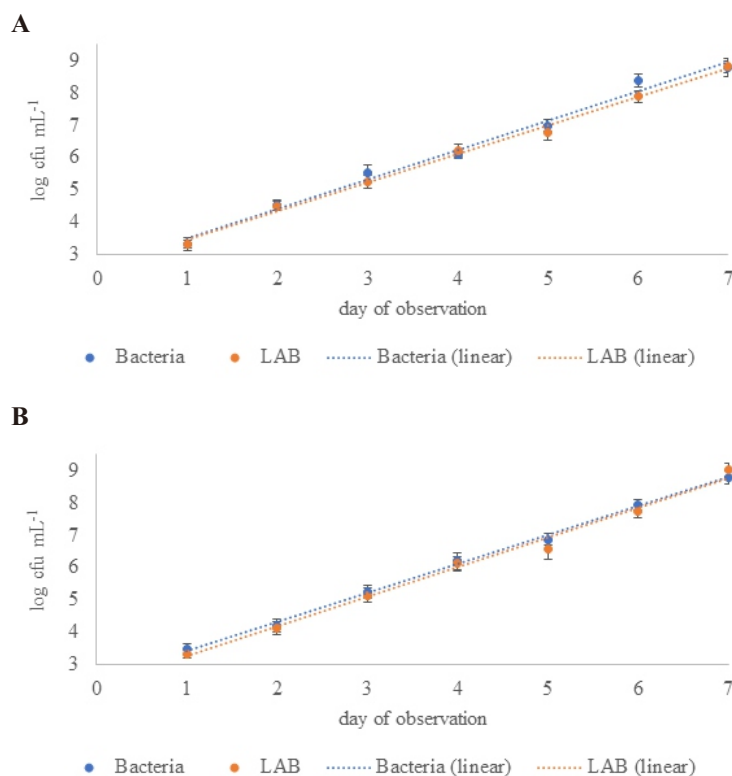 A
9
8
7
6
5
4
3
log cfu mL⁻¹
0 1 2 3 4 5 6 7
day of observation
Bacteria LAB Bacteria (linear) LAB (linear)
B
9
8
7
6
5
4
3
log cfu mL⁻¹
0 1 2 3 4 5 6 7
day of observation
Bacteria LAB Bacteria (linear) LAB (linear)